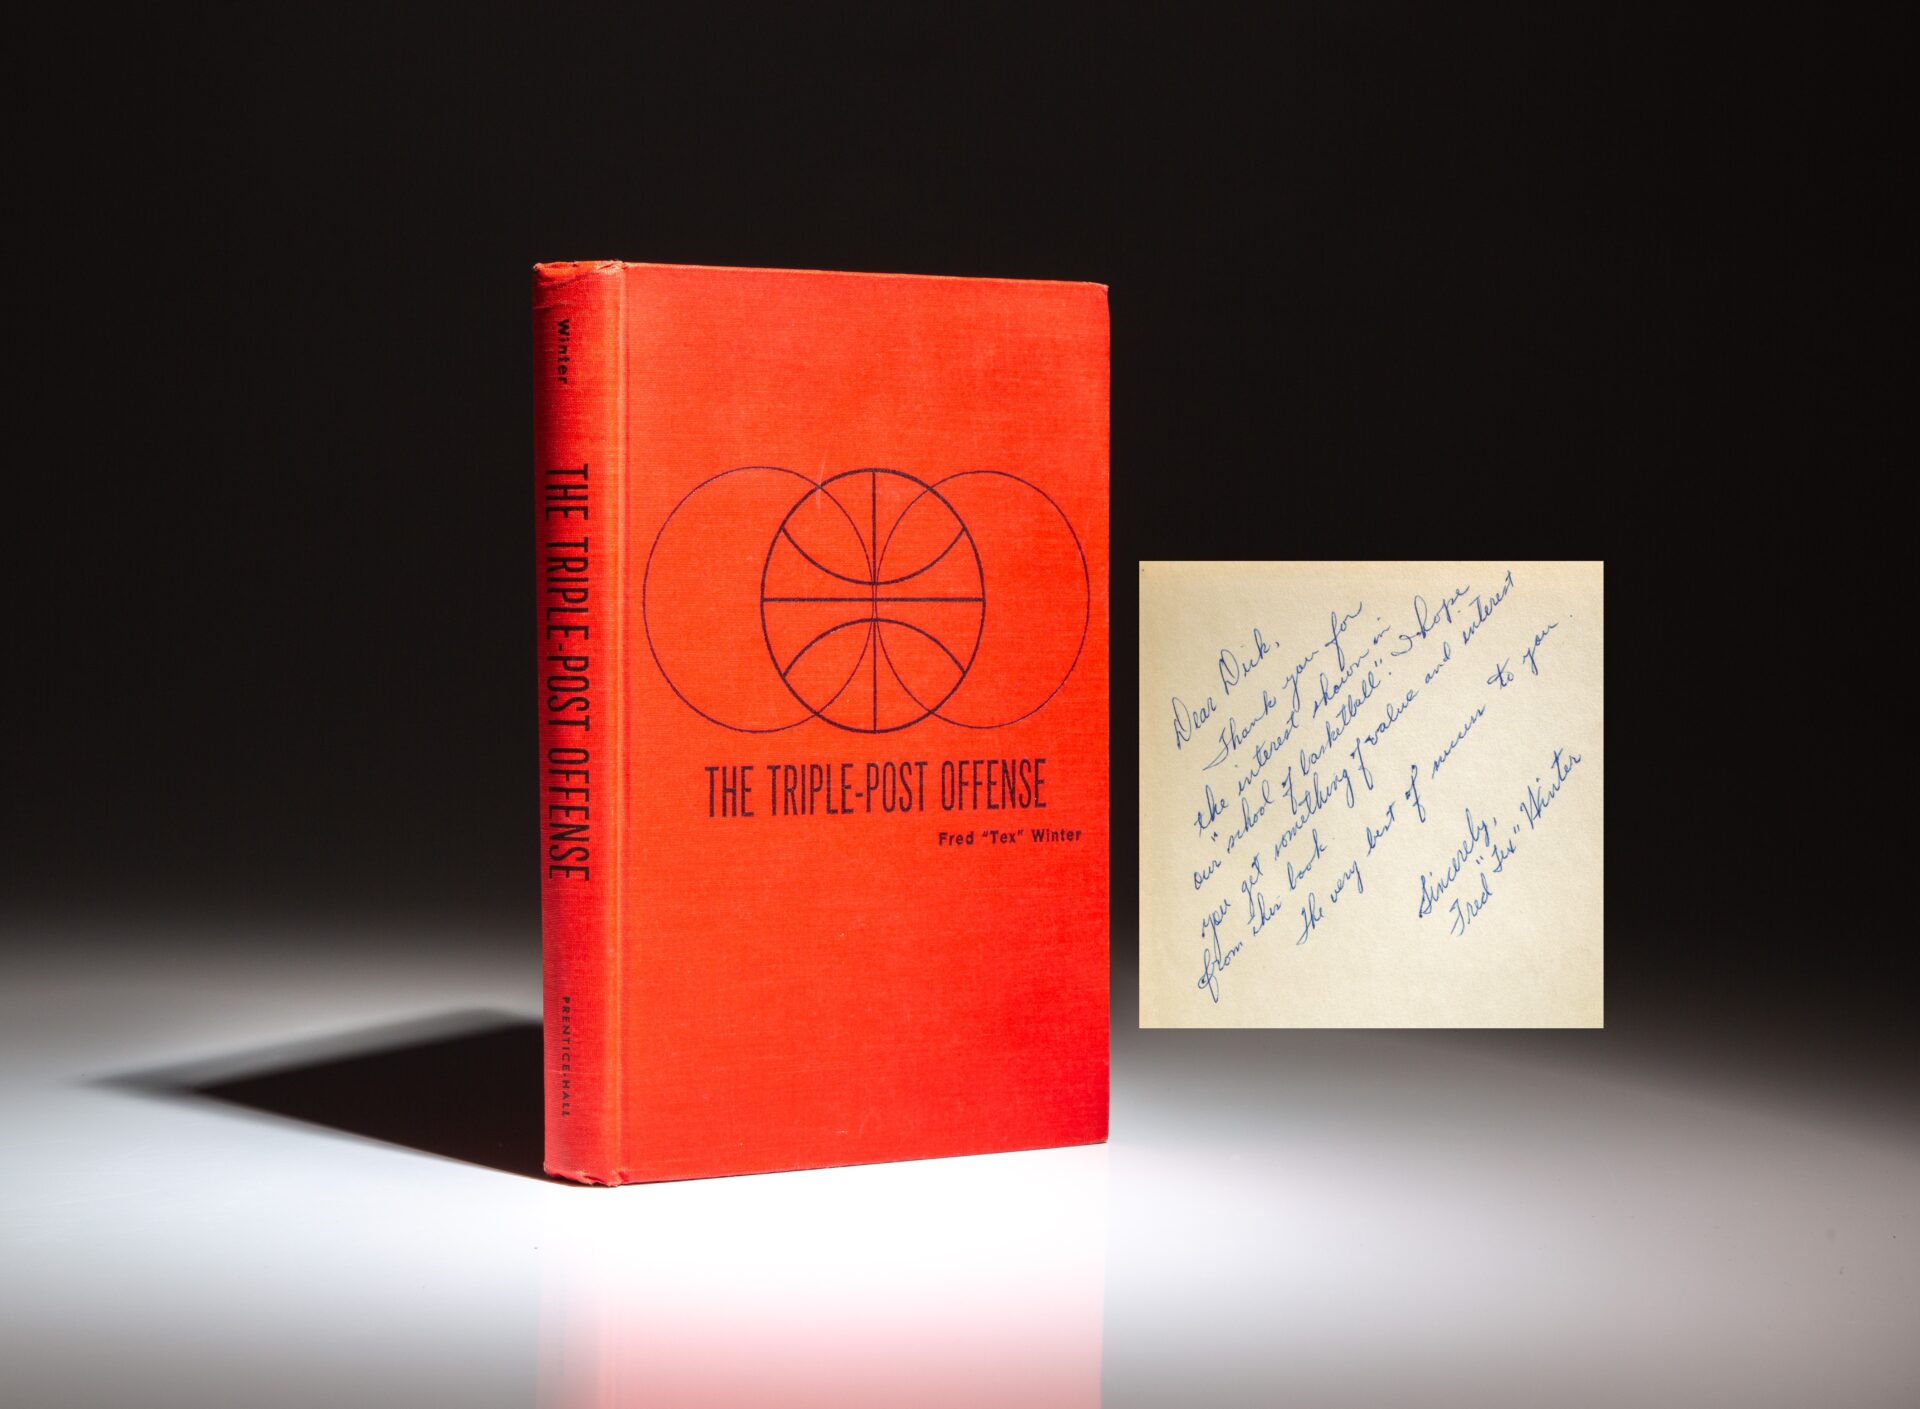 Winter
THE TRIPLE-POST OFFENSE
PRENTICE-HALL
THE TRIPLE-POST OFFENSE
Fred "Tex" Winter
Dear Dick,
Thank you for
the interest shown in
our "school of basketball". I hope
you get something of value and interest
from this book.
The very best of success to you.
Sincerely,
Fred "Tex" Winter